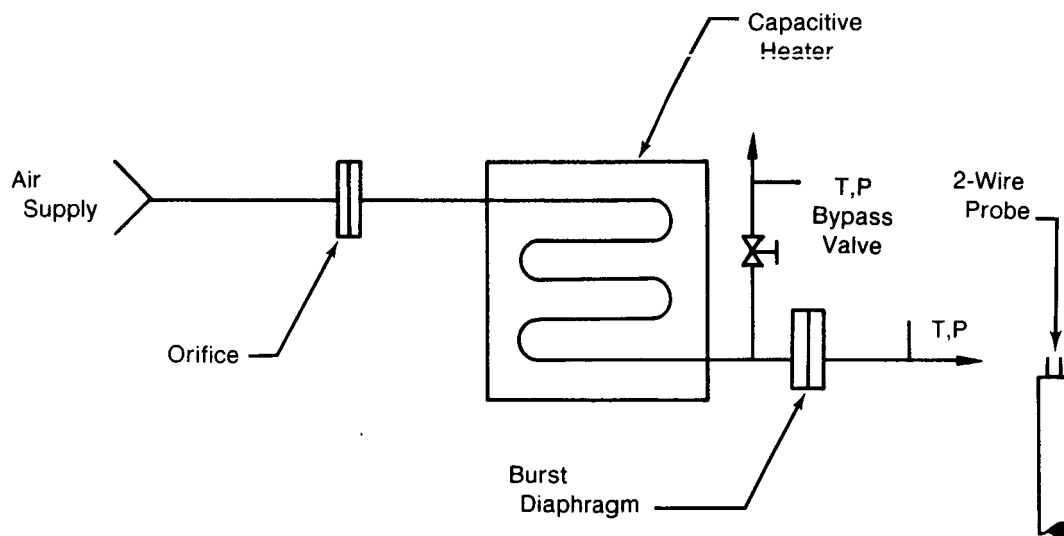 Capacitive
Heater
Air
Supply
T,P
Bypass
Valve
2-Wire
Probe
Orifice
T,P
Burst
Diaphragm